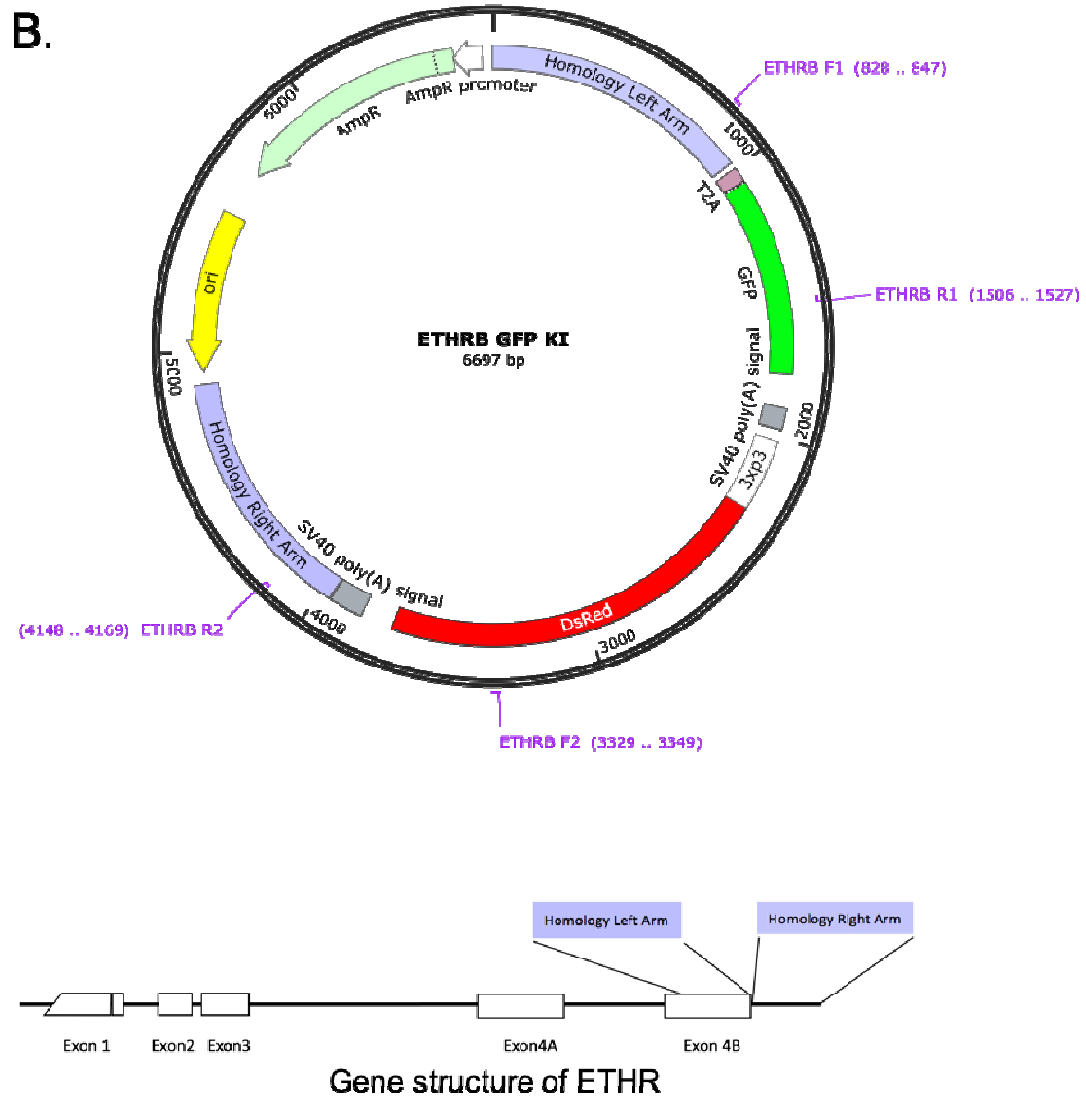 B.
ETHRB F1 (828 .. 847)
AmpR promoter
Homology Left Arm
AmpR
6000
1000
T2A
GFP
ETHRB R1 (1506 .. 1527)
ori
ETHRB GFP KI
6697 bp
SV40 poly(A) signal
2000
3xp3
5000
Homology Right Arm
SV40 poly(A) signal
DsRed
4000
3000
(4148 .. 4169) ETHRB R2
ETHRB F2 (3329 .. 3349)
Homology Left Arm
Homology Right Arm
Exon 1
Exon2
Exon3
Exon4A
Exon 4B
Gene structure of ETHR